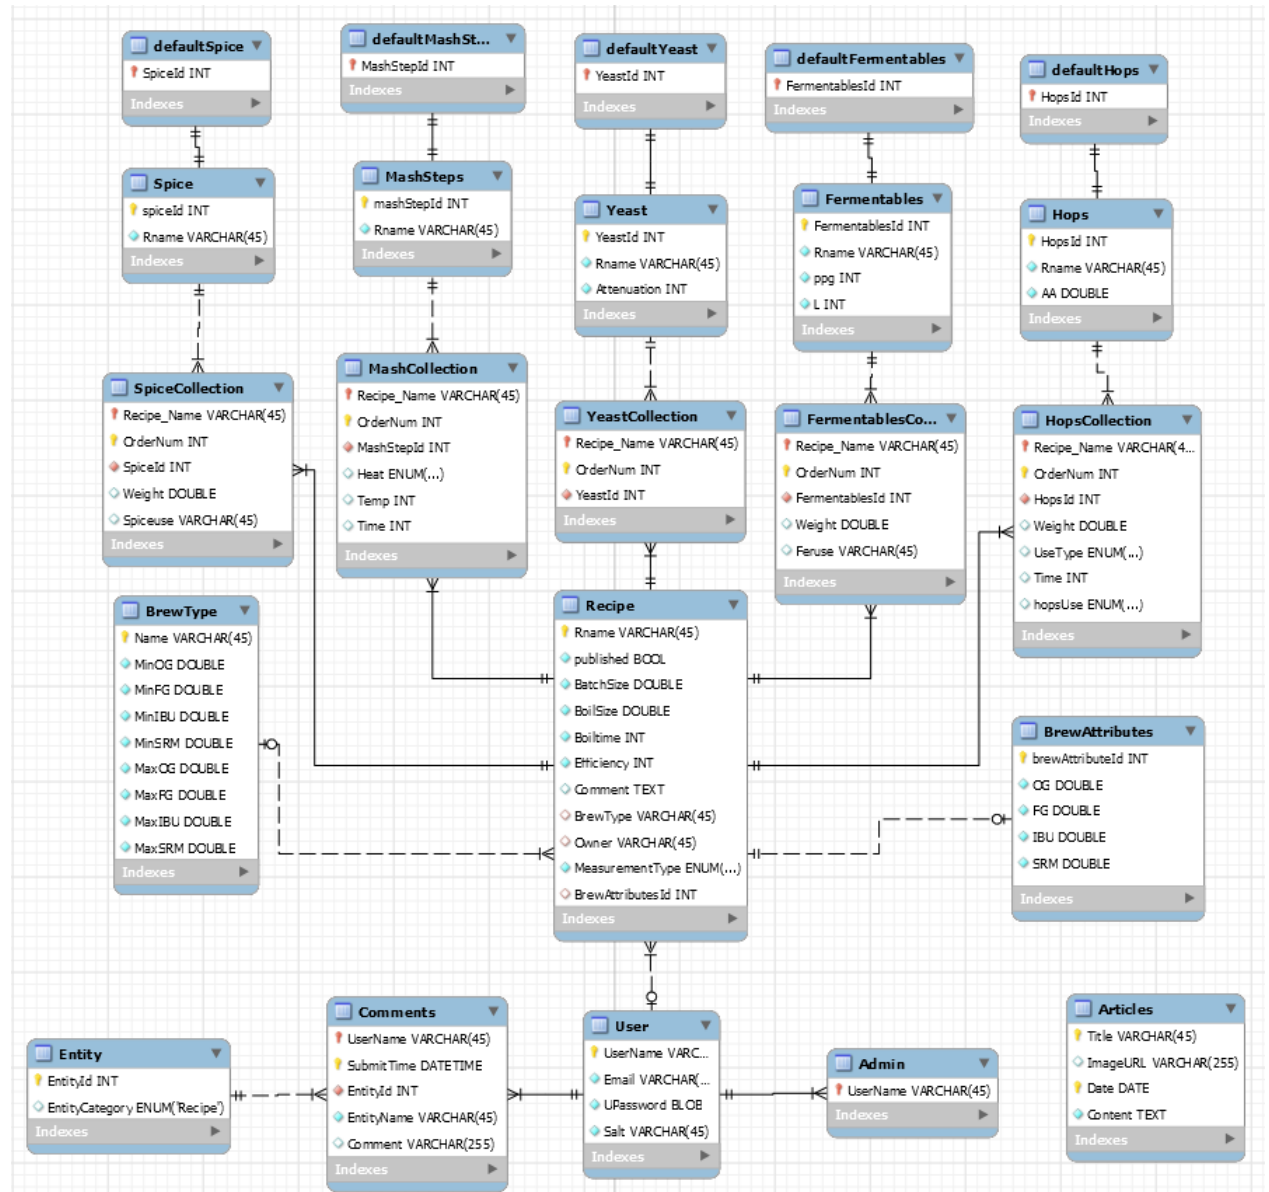 defaultSpice
SpiceId INT
Indexes
defaultMashSt...
MashStepId INT
Indexes
defaultYeast
YeastId INT
Indexes
defaultFermentables
FermentablesId INT
Indexes
defaultHops
HopsId INT
Indexes
Spice
spiceId INT
Rname VARCHAR(45)
Indexes
MashSteps
mashStepId INT
Rname VARCHAR(45)
Indexes
Yeast
YeastId INT
Rname VARCHAR(45)
Attenuation INT
Indexes
Fermentables
FermentablesId INT
Rname VARCHAR(45)
ppg INT
L INT
Indexes
Hops
HopsId INT
Rname VARCHAR(45)
AA DOUBLE
Indexes
SpiceCollection
Recipe_Name VARCHAR(45)
OrderNum INT
SpiceId INT
Weight DOUBLE
Spiceuse VARCHAR(45)
Indexes
MashCollection
Recipe_Name VARCHAR(45)
OrderNum INT
MashStepId INT
Heat ENUM(...)
Temp INT
Time INT
Indexes
YeastCollection
Recipe_Name VARCHAR(45)
OrderNum INT
YeastId INT
Indexes
FermentablesCo...
Recipe_Name VARCHAR(45)
OrderNum INT
FermentablesId INT
Weight DOUBLE
Feruse VARCHAR(45)
Indexes
HopsCollection
Recipe_Name VARCHAR(4...
OrderNum INT
HopsId INT
Weight DOUBLE
UseType ENUM(...)
Time INT
hopsUse ENUM(...)
Indexes
BrewType
Name VARCHAR(45)
MinOG DOUBLE
MinFG DOUBLE
MinIBU DOUBLE
MinSRM DOUBLE
MaxOG DOUBLE
MaxFG DOUBLE
MaxIBU DOUBLE
MaxSRM DOUBLE
Indexes
Recipe
Rname VARCHAR(45)
published BOOL
BatchSize DOUBLE
BoilSize DOUBLE
Boiltime INT
Efficiency INT
Comment TEXT
BrewType VARCHAR(45)
Owner VARCHAR(45)
MeasurementType ENUM(...)
BrewAttributesId INT
Indexes
BrewAttributes
brewAttributeId INT
OG DOUBLE
FG DOUBLE
IBU DOUBLE
SRM DOUBLE
Indexes
Entity
EntityId INT
EntityCategory ENUM('Recipe')
Indexes
Comments
UserName VARCHAR(45)
SubmitTime DATETIME
EntityId INT
EntityName VARCHAR(45)
Comment VARCHAR(255)
Indexes
User
UserName VARC...
Email VARCHAR(...
UPassword BLOB
Salt VARCHAR(45)
Indexes
Admin
UserName VARCHAR(45)
Indexes
Articles
Title VARCHAR(45)
ImageURL VARCHAR(255)
Date DATE
Content TEXT
Indexes